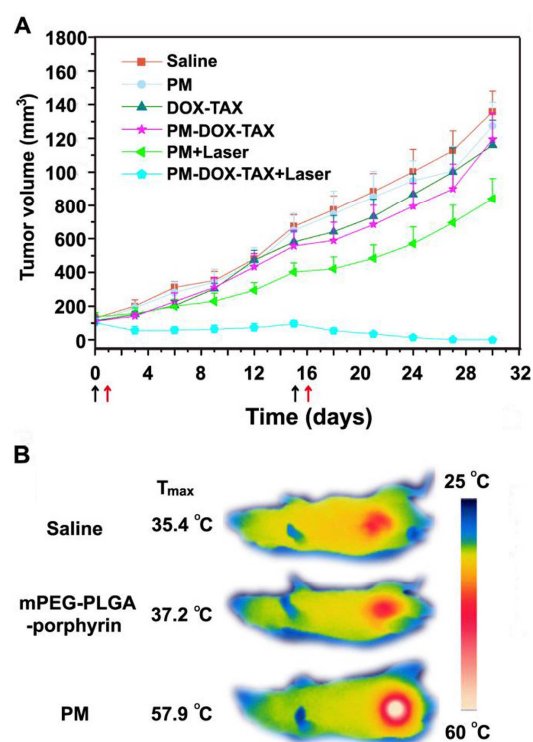 A
Tumor volume (mm³)
1800
160
140
120
100
800
600
400
200
0
Saline
PM
DOX-TAX
PM-DOX-TAX
PM+Laser
PM-DOX-TAX+Laser
0 4 8 12 16 20 24 28 32
Time (days)
B
Tmax
25 °C
Saline 35.4 °C
mPEG-PLGA
-porphyrin 37.2 °C
PM 57.9 °C
60 °C